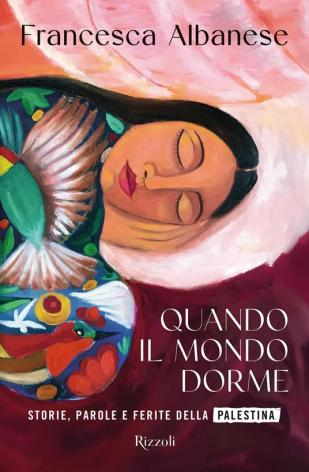 Francesca Albanese
QUANDO
IL MONDO
DORME
STORIE, PAROLE E FERITE DELLA PALESTINA
Rizzoli